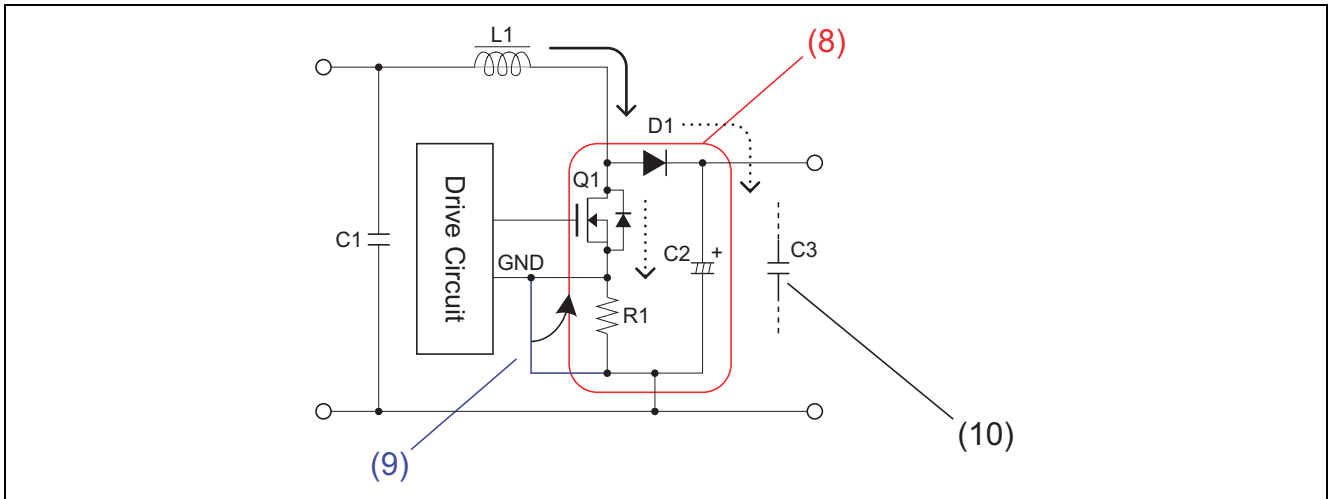 L1
(8)
D1
Q1
Drive Circuit
C1
GND
C2
+
C3
R1
(9)
(10)